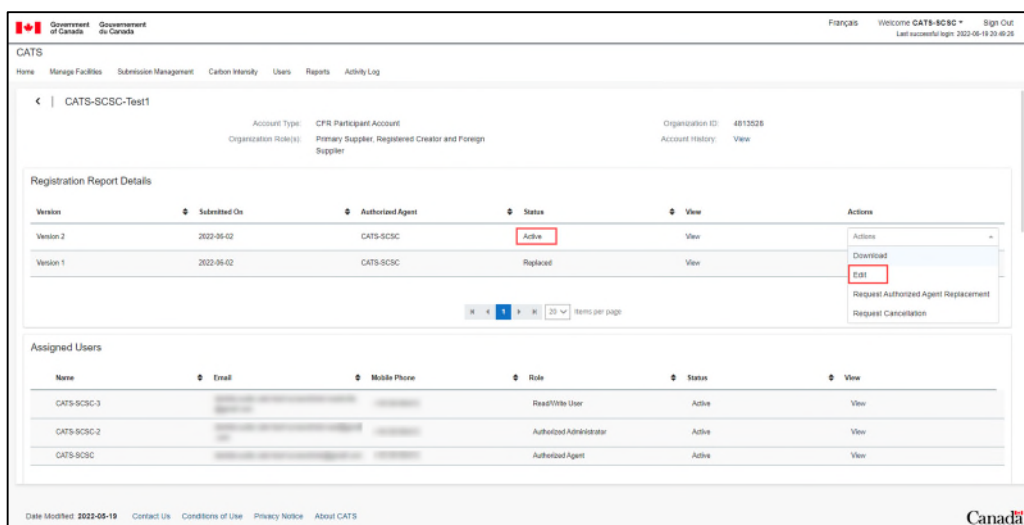 Government of Canada Gouvernement du Canada
Français Welcome CATS-SCSC Sign Out
Last successful login: 2022-06-19 20:49:26
CATS
Home Manage Facilities Submission Management Carbon Intensity Users Reports Activity Log
CATS-SCSC-Test1
Account Type: CFR Participant Account Organization ID: 4813528
Organization Role(s): Primary Supplier, Registered Creator and Foreign Supplier Account History: View
Registration Report Details
Version Submitted On Authorized Agent Status View Actions
Version 2 2022-06-02 CATS-SCSC Active View Actions
Download
Version 1 2022-06-02 CATS-SCSC Replaced View
Edit
Request Authorized Agent Replacement
1 20 items per page
Request Cancellation
Assigned Users
Name Email Mobile Phone Role Status View
CATS-SCSC-3 Read/Write User Active View
CATS-SCSC-2 Authorized Administrator Active View
CATS-SCSC Authorized Agent Active View
Date Modified: 2022-05-19 Contact Us Conditions of Use Privacy Notice About CATS
Canada